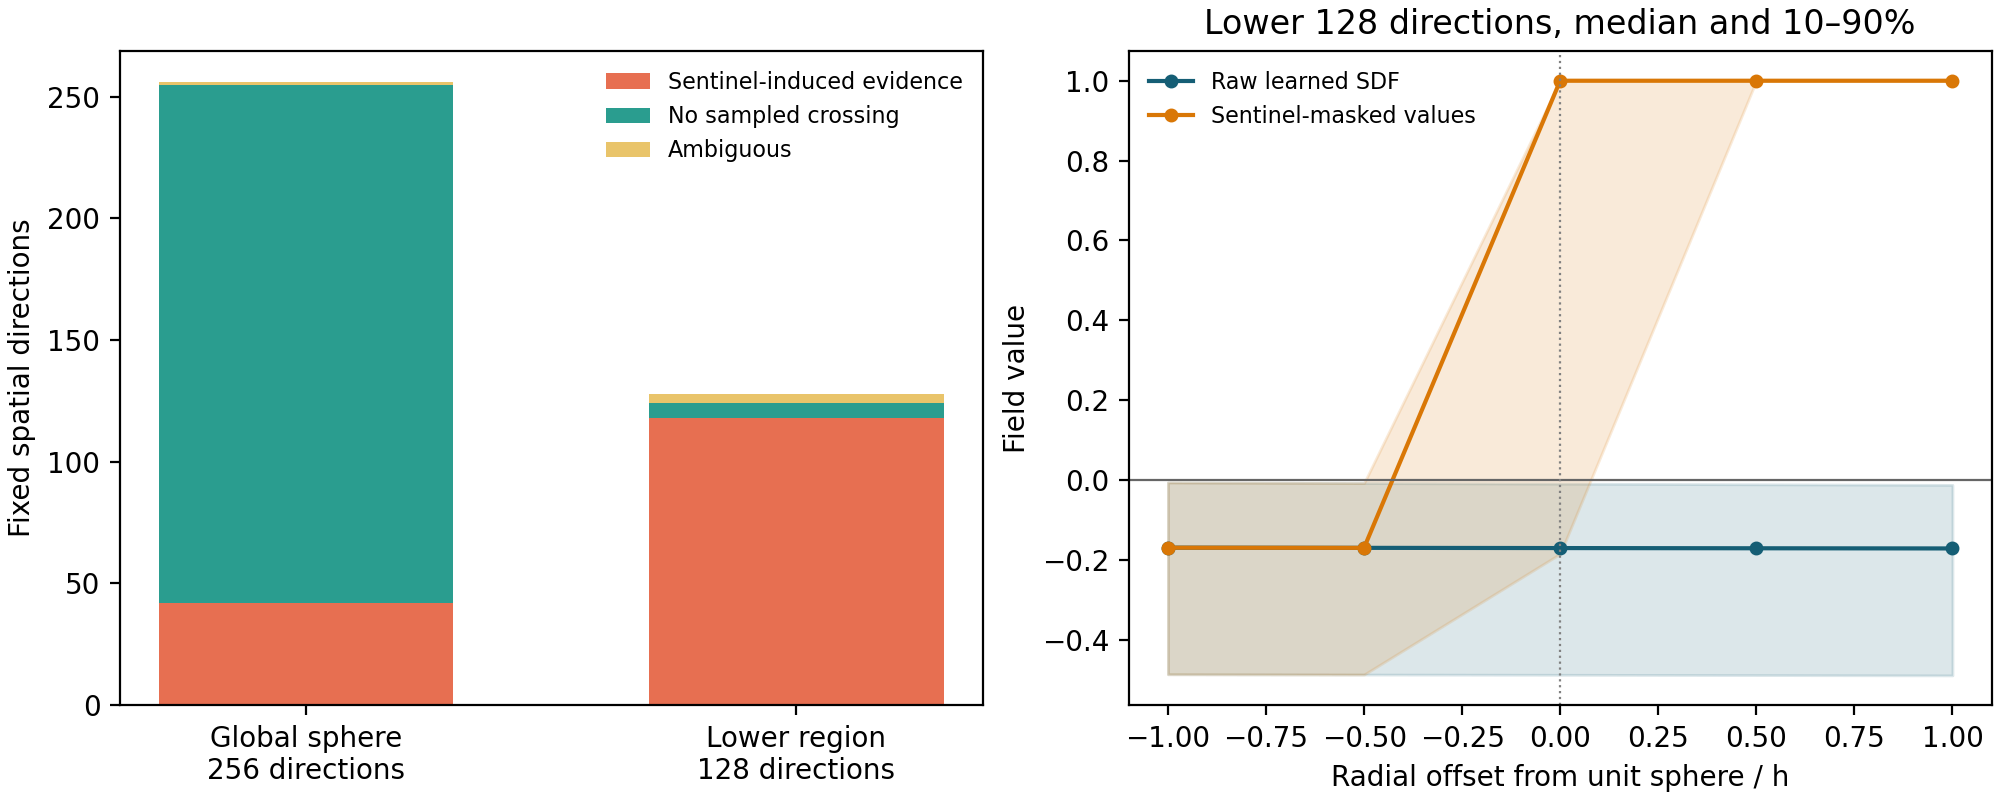 Fixed spatial directions
250
200
150
100
50
0
Sentinel-induced evidence
No sampled crossing
Ambiguous
Global sphere
256 directions
Lower region
128 directions
Lower 128 directions, median and 10–90%
Field value
1.0
0.8
0.6
0.4
0.2
0.0
−0.2
−0.4
Raw learned SDF
Sentinel-masked values
−1.00 −0.75 −0.50 −0.25 0.00 0.25 0.50 0.75 1.00
Radial offset from unit sphere / h